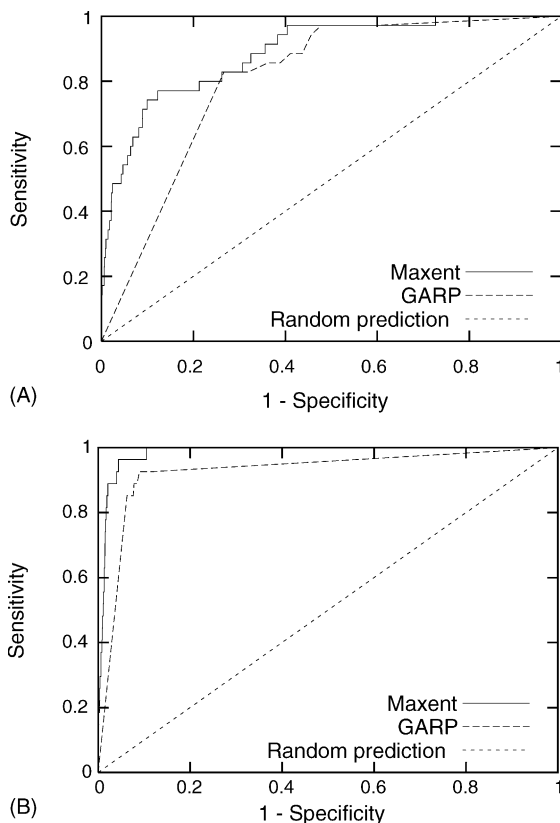 1
0.8
0.6
0.4
0.2
0
Sensitivity
Maxent
GARP
Random prediction
0 0.2 0.4 0.6 0.8 1
1 - Specificity
(A)
1
0.8
0.6
0.4
0.2
0
Sensitivity
Maxent
GARP
Random prediction
0 0.2 0.4 0.6 0.8 1
1 - Specificity
(B)